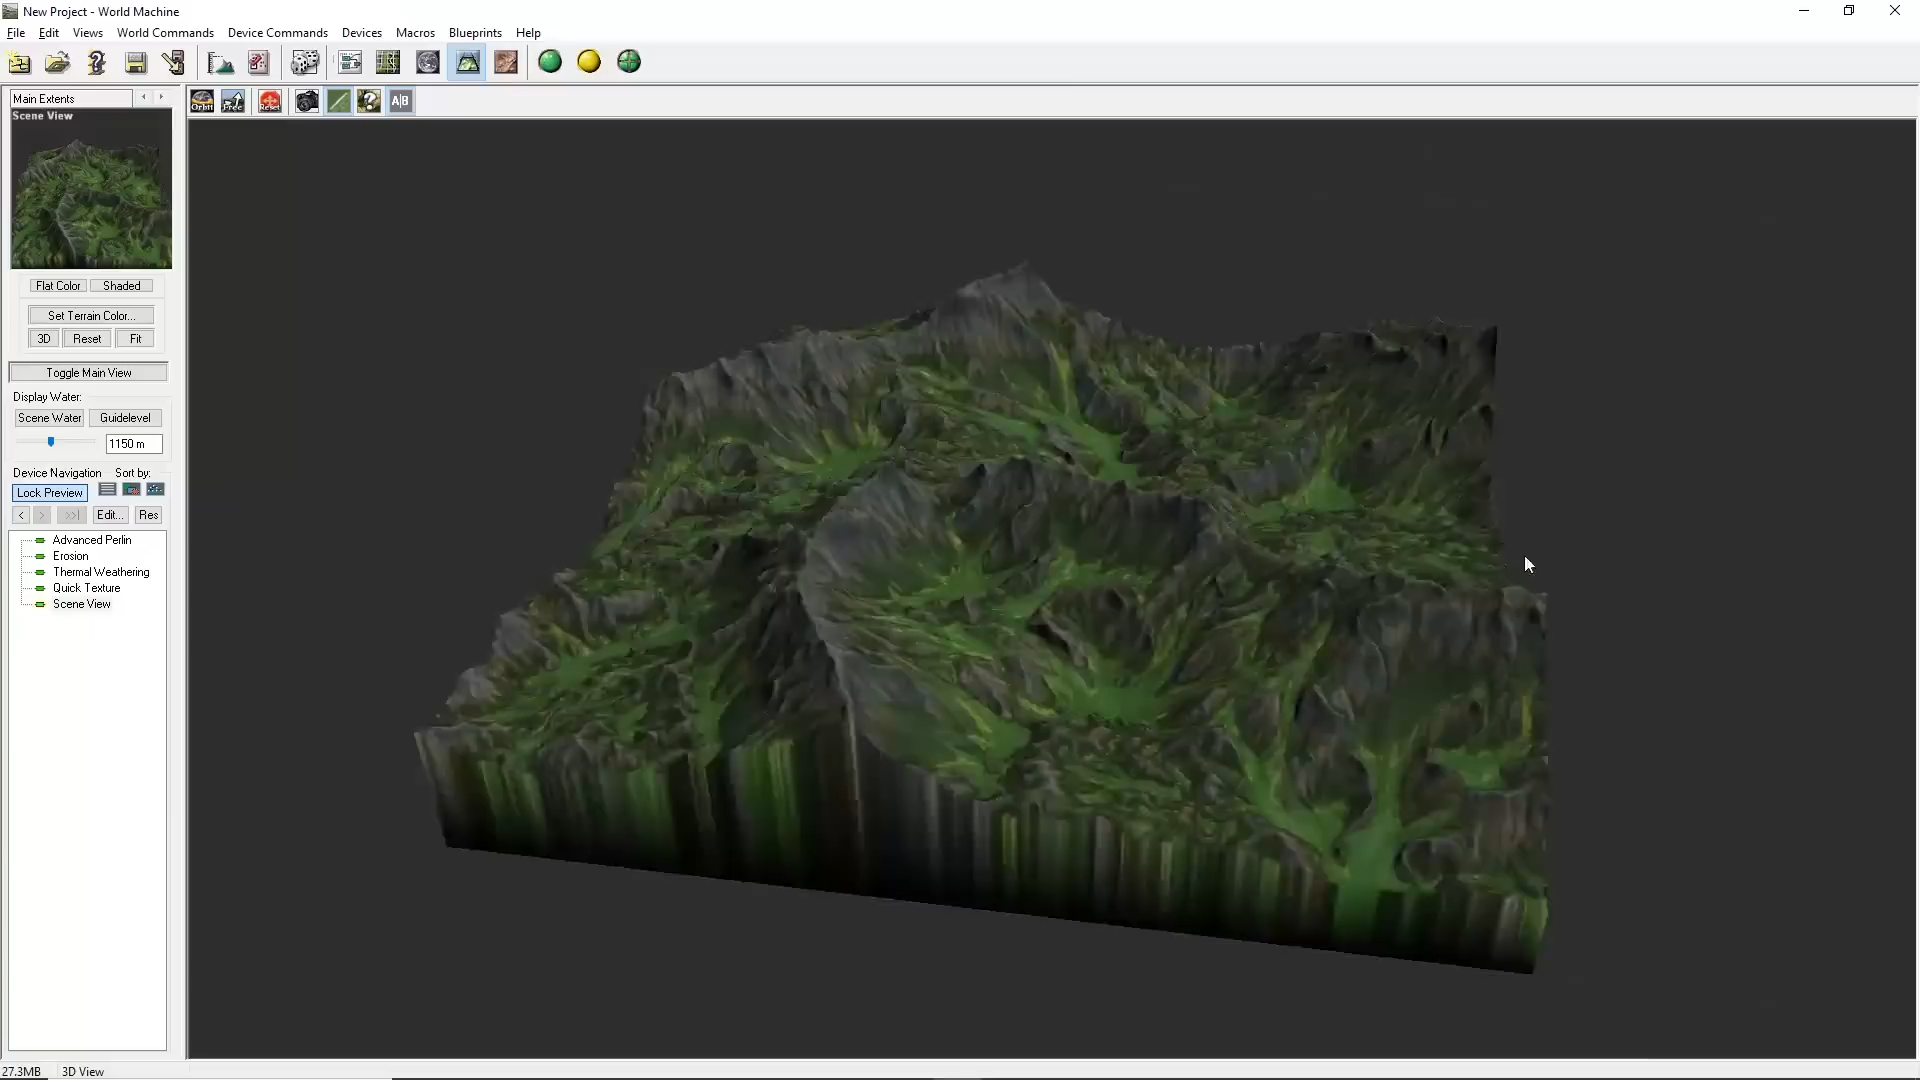 New Project - World Machine
File Edit Views World Commands Device Commands Devices Macros Blueprints Help
Main Extents
Orbit Free Reset A|B
Scene View
Flat Color Shaded
Set Terrain Color...
3D Reset Fit
Toggle Main View
Display Water:
Scene Water Guidelevel
1150 m
Device Navigation Sort by:
Lock Preview
< > >>| Edit... Res
Advanced Perlin
Erosion
Thermal Weathering
Quick Texture
Scene View
27.3MB 3D View